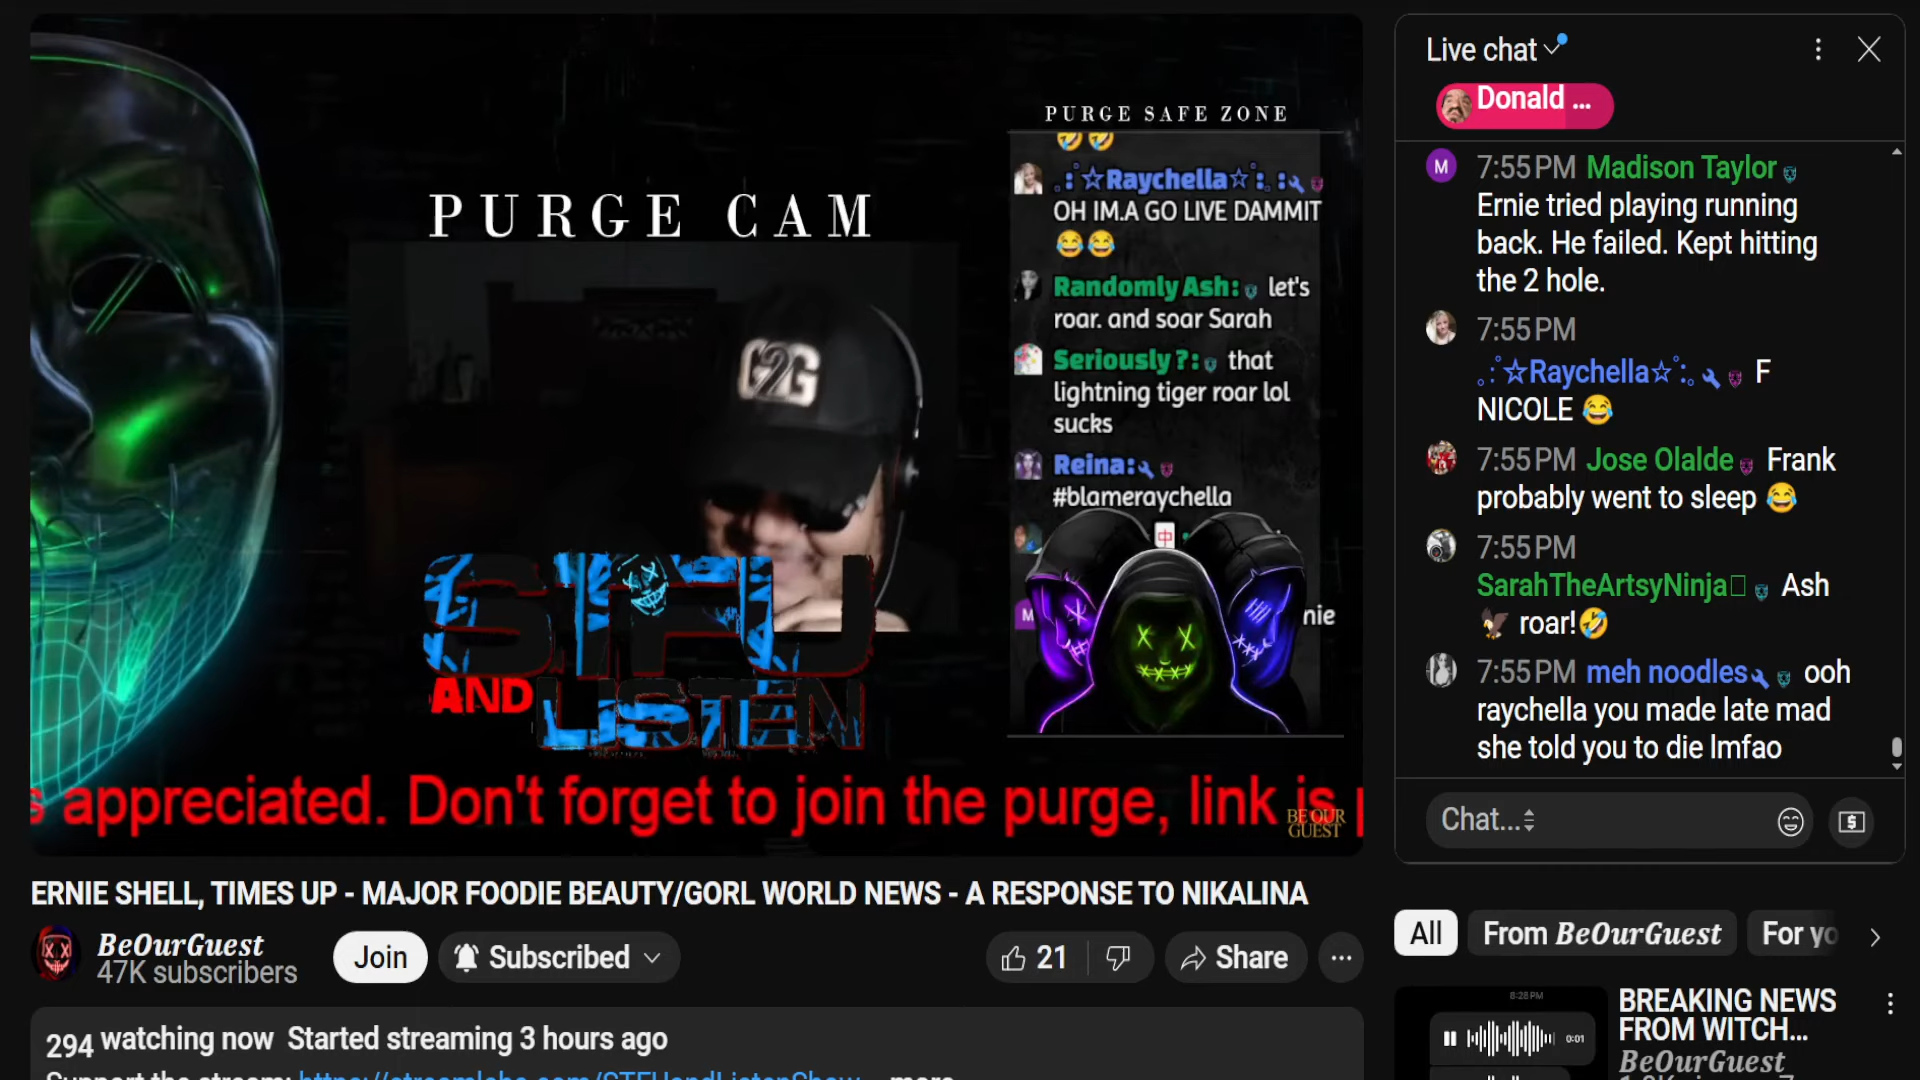 PURGE CAM
G2G
STFU
AND LISTEN
s appreciated. Don't forget to join the purge, link is
BE OUR
GUEST
PURGE SAFE ZONE
Raychella
OH IM.A GO LIVE DAMMIT
😂😂
Randomly Ash: let's
roar. and soar Sarah
Seriously ?: that
lightning tiger roar lol
sucks
Reina:
#blameraychella
中
M
nie
ERNIE SHELL, TIMES UP - MAJOR FOODIE BEAUTY/GORL WORLD NEWS - A RESPONSE TO NIKALINA
BeOurGuest
47K subscribers
Join
Subscribed
21
Share
294 watching now Started streaming 3 hours ago
Support the stream: https://streamlabs.com/STFUandListenShow ...more
Live chat
Donald ...
M 7:55 PM Madison Taylor
Ernie tried playing running
back. He failed. Kept hitting
the 2 hole.
7:55 PM
｡⋰˚☆Raychella☆˚⋱｡ F
NICOLE 😂
7:55 PM Jose Olalde Frank
probably went to sleep 😂
7:55 PM
SarahTheArtsyNinja Ash
🦅 roar!🤣
7:55 PM meh noodles ooh
raychella you made late mad
she told you to die lmfao
Chat...
All
From BeOurGuest
For yo
8:28 PM
0:01
BREAKING NEWS
FROM WITCH...
BeOurGuest